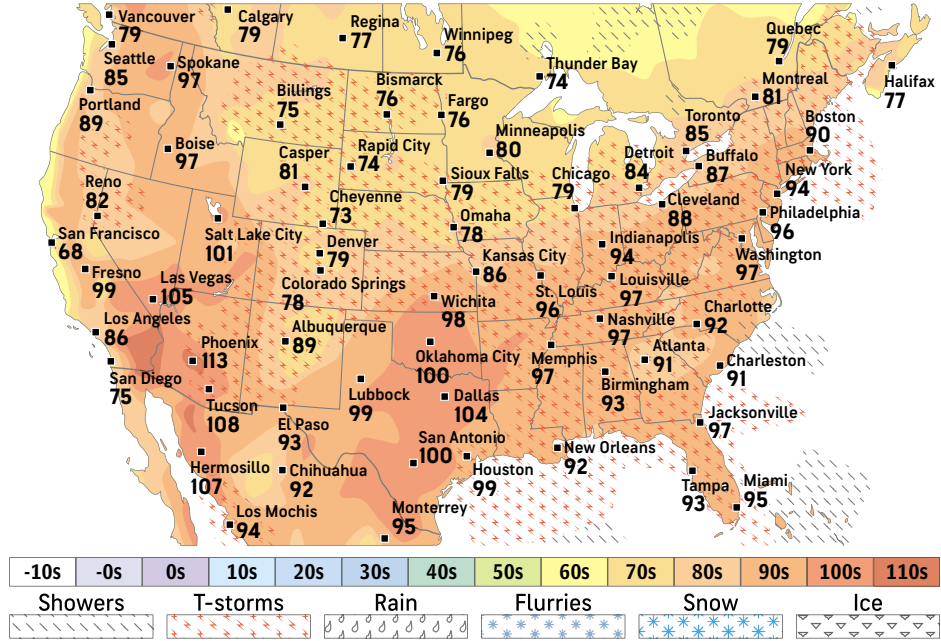 Vancouver
79
Calgary
79
Regina
77
Winnipeg
76
Quebec
79
Seattle
85
Spokane
97
Thunder Bay
74
Halifax
77
Portland
89
Billings
75
Bismarck
76
Fargo
76
Montreal
81
Minneapolis
80
Toronto
85
Boston
90
Boise
97
Casper
81
Rapid City
74
Sioux Falls
79
Chicago
79
Detroit
84
Buffalo
87
New York
94
Reno
82
Cheyenne
73
Omaha
78
Cleveland
88
Philadelphia
96
San Francisco
68
Salt Lake City
101
Denver
79
Kansas City
86
Indianapolis
94
Washington
97
Fresno
99
Las Vegas
105
Colorado Springs
78
Wichita
98
St. Louis
96
Louisville
97
Los Angeles
86
Phoenix
113
Albuquerque
89
Oklahoma City
100
Memphis
97
Nashville
97
Charlotte
92
Atlanta
91
Charleston
91
San Diego
75
Tucson
108
Lubbock
99
Dallas
104
Birmingham
93
El Paso
93
San Antonio
100
Jacksonville
97
Hermosillo
107
Chihuahua
92
Houston
99
New Orleans
92
Tampa
93
Miami
95
Los Mochis
94
Monterrey
95
-10s -0s 0s 10s 20s 30s 40s 50s 60s 70s 80s 90s 100s 110s
Showers T-storms Rain Flurries Snow Ice